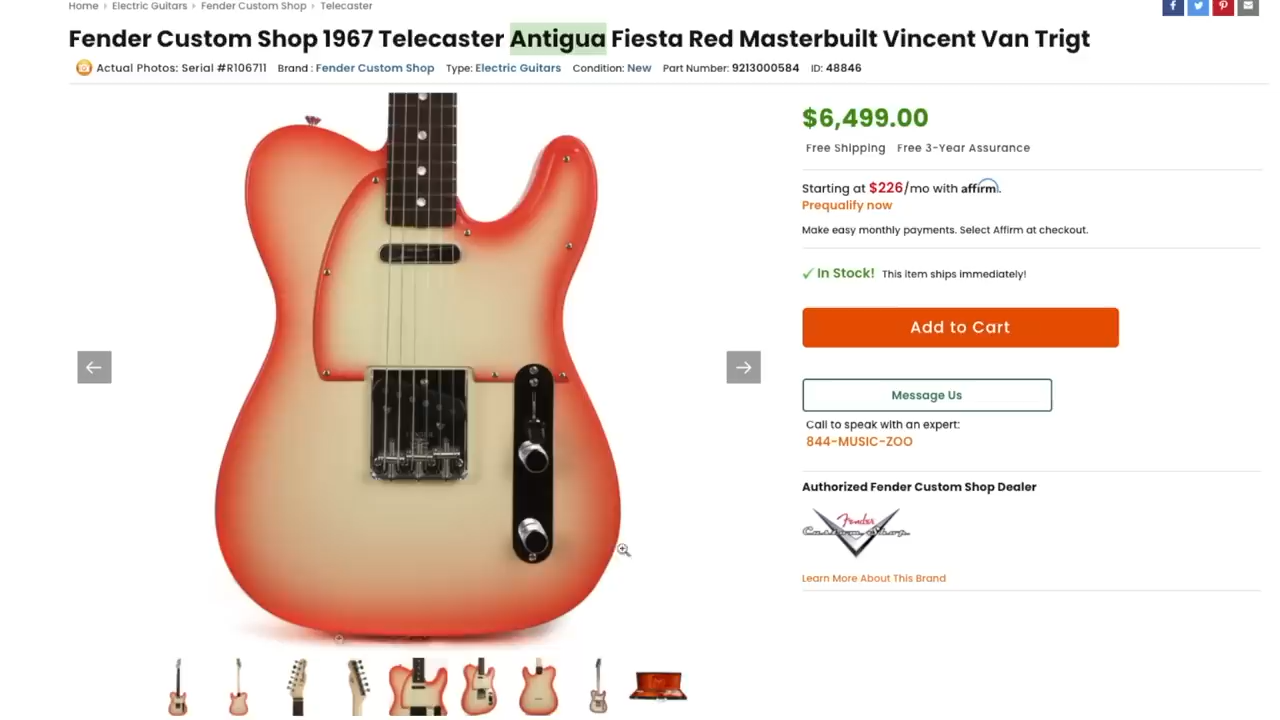 Home › Electric Guitars › Fender Custom Shop › Telecaster
Fender Custom Shop 1967 Telecaster Antigua Fiesta Red Masterbuilt Vincent Van Trigt
Actual Photos: Serial #R106711 Brand : Fender Custom Shop Type: Electric Guitars Condition: New Part Number: 9213000584 ID: 48846
$6,499.00
Free Shipping Free 3-Year Assurance
Starting at $226/mo with affirm.
Prequalify now
Make easy monthly payments. Select Affirm at checkout.
In Stock! This item ships immediately!
Add to Cart
Message Us
Call to speak with an expert:
844-MUSIC-ZOO
Authorized Fender Custom Shop Dealer
Fender
Custom Shop
Learn More About This Brand